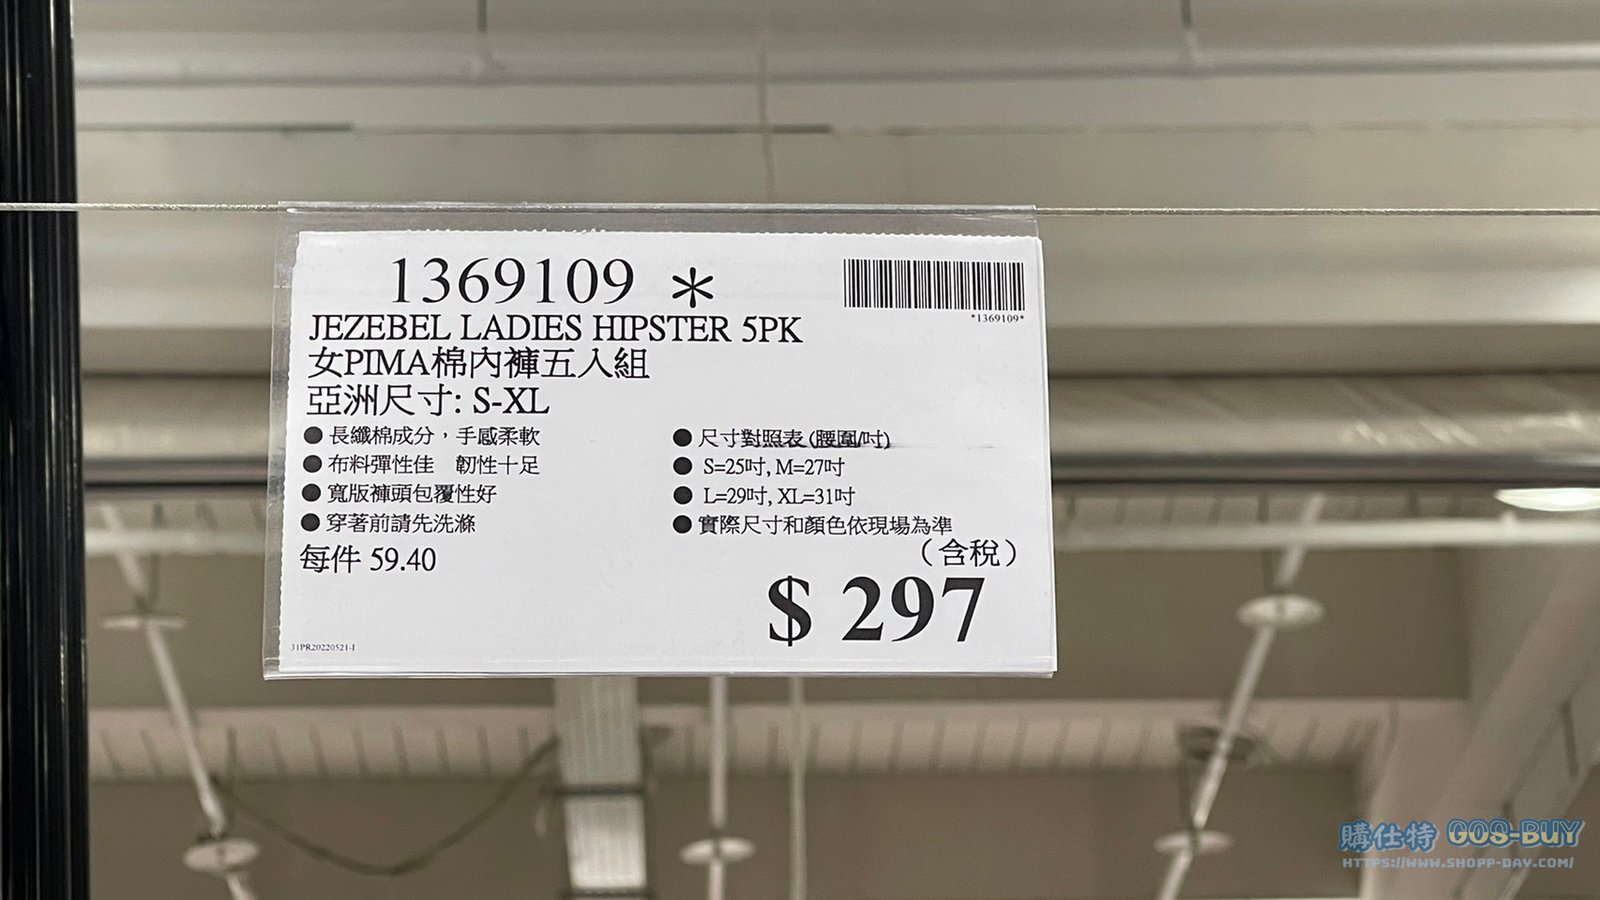 1369109 *
*1369109*
JEZEBEL LADIES HIPSTER 5PK
女PIMA棉內褲五入組
亞洲尺寸: S-XL
● 長纖棉成分，手感柔軟
● 布料彈性佳 韌性十足
● 寬版褲頭包覆性好
● 穿著前請先洗滌
● 尺寸對照表(腰圍/吋)
● S=25吋, M=27吋
● L=29吋, XL=31吋
● 實際尺寸和顏色依現場為準
每件 59.40
（含稅）
$ 297
31PR20220521-1
購仕特 GOS-BUY
HTTPS://WWW.SHOPP-DAY.COM/